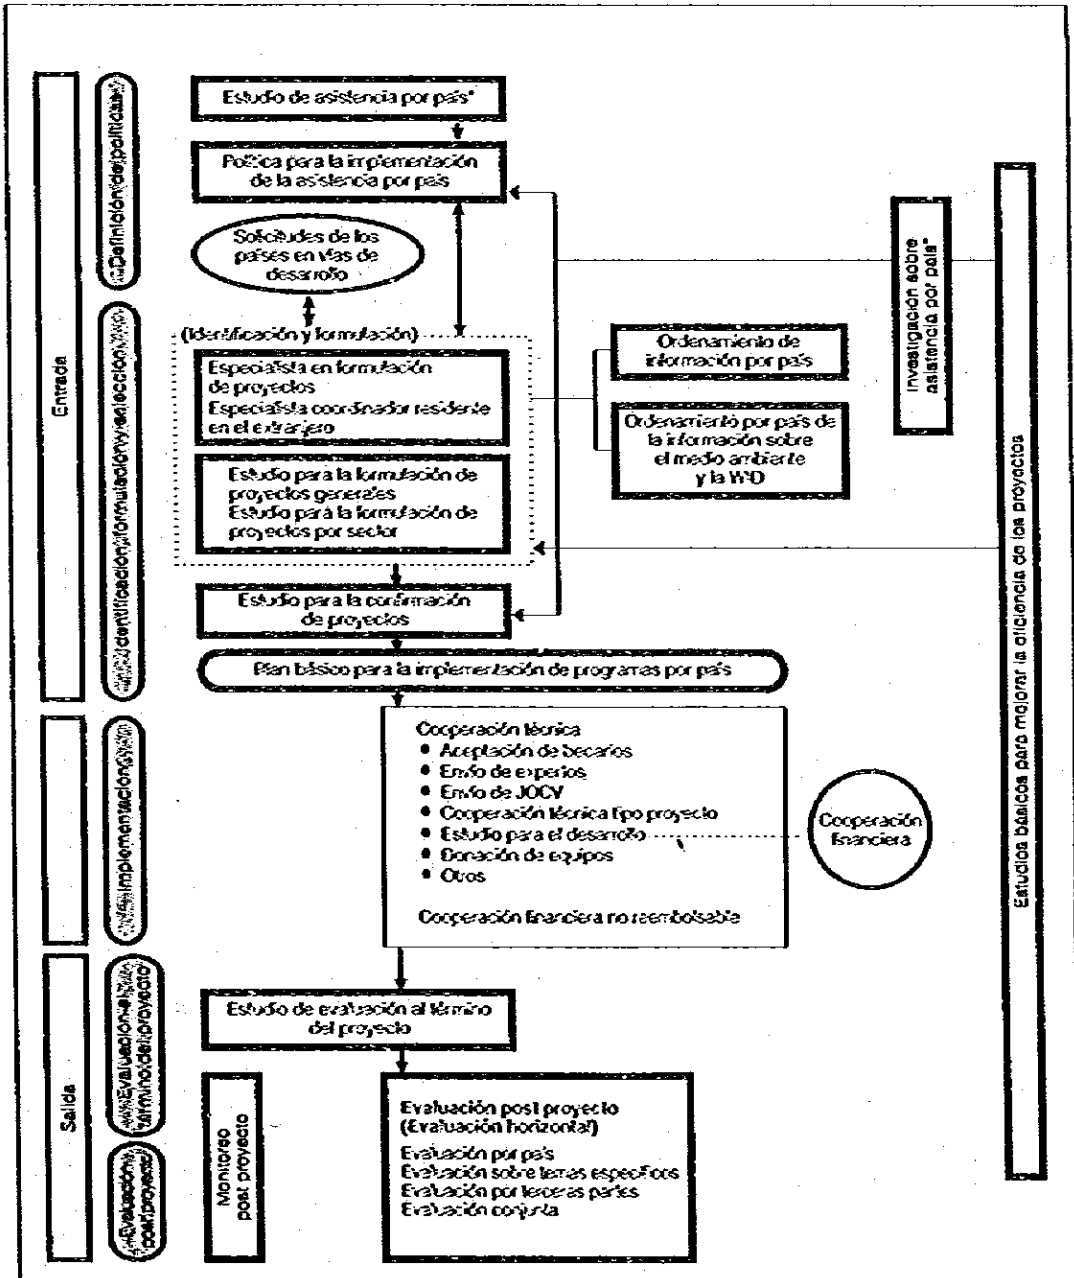 Estudio de asistencia por país*
Política para la implementación
de la asistencia por país
Solicitudes de los
países en vías de
desarrollo
(Identificación y formulación)
Especialista en formulación
de proyectos
Especialista coordinador residente
en el extranjero
Estudio para la formulación de
proyectos generales
Estudio para la formulación de
proyectos por sector
Ordenamiento de
información por país
Ordenamiento por país de
la información sobre
el medio ambiente
y la WID
Investigación sobre
asistencia por país*
Estudio para la confirmación
de proyectos
Plan básico para la implementación de programas por país
Cooperación técnica
• Aceptación de becarios
• Envío de expertos
• Envío de JOCV
• Cooperación técnica tipo proyecto
• Estudio para el desarrollo
• Donación de equipos
• Otros
Cooperación financiera no reembolsable
Cooperación
financiera
Estudio de evaluación al término
del proyecto
Evaluación post proyecto
(Evaluación horizontal)
Evaluación por país
Evaluación sobre temas específicos
Evaluación por terceras partes
Evaluación conjunta
Monitoreo
post proyecto
Entrada
Salida
Definición de políticas
Identificación, formulación y selección
Implementación
Evaluación al
término del proyecto
Evaluación
post proyecto
Estudios básicos para mejorar la eficiencia de los proyectos